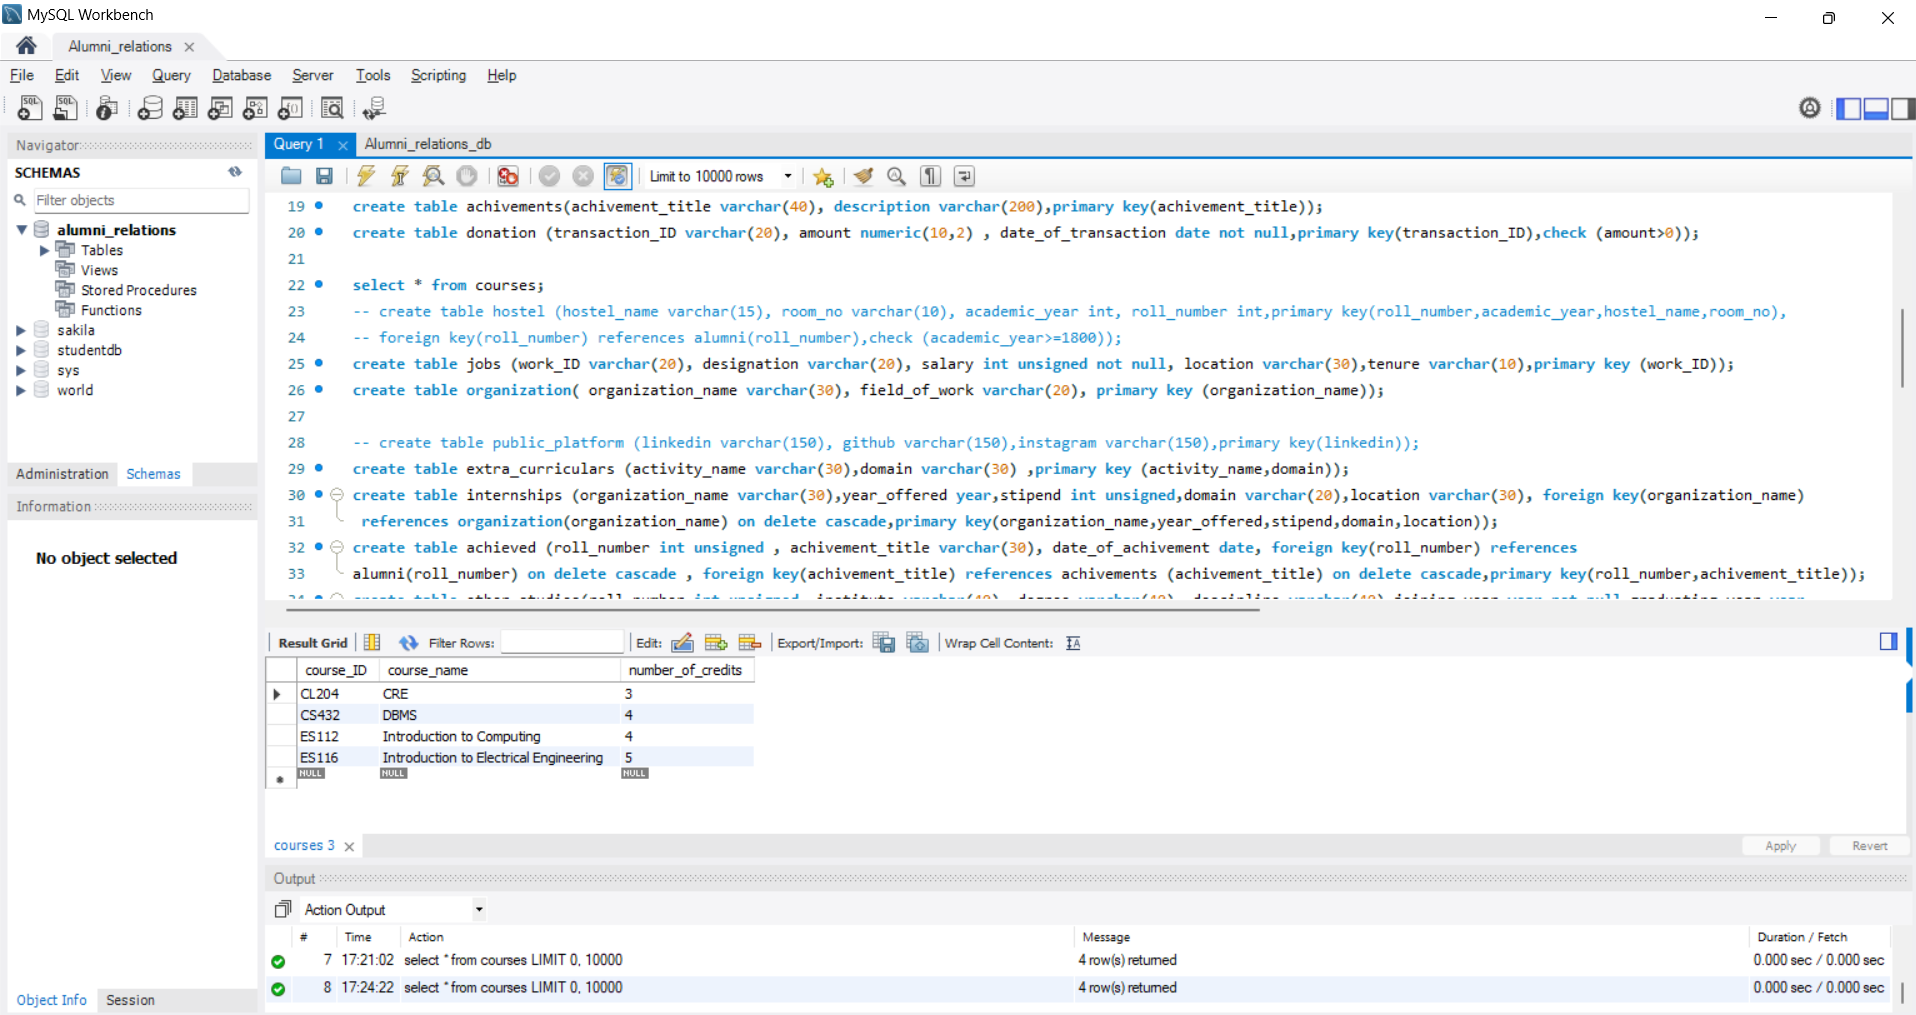 MySQL Workbench
Alumni_relations
File Edit View Query Database Server Tools Scripting Help
Navigator
SCHEMAS
Filter objects
alumni_relations
Tables
Views
Stored Procedures
Functions
sakila
studentdb
sys
world
Administration Schemas
Information
No object selected
Object Info Session
Query 1 Alumni_relations_db
Limit to 10000 rows
19 create table achivements(achivement_title varchar(40), description varchar(200),primary key(achivement_title));
20 create table donation (transaction_ID varchar(20), amount numeric(10,2) , date_of_transaction date not null,primary key(transaction_ID),check (amount>0));
21
22 select * from courses;
23 -- create table hostel (hostel_name varchar(15), room_no varchar(10), academic_year int, roll_number int,primary key(roll_number,academic_year,hostel_name,room_no),
24 -- foreign key(roll_number) references alumni(roll_number),check (academic_year>=1800));
25 create table jobs (work_ID varchar(20), designation varchar(20), salary int unsigned not null, location varchar(30),tenure varchar(10),primary key (work_ID));
26 create table organization( organization_name varchar(30), field_of_work varchar(20), primary key (organization_name));
27
28 -- create table public_platform (linkedin varchar(150), github varchar(150),instagram varchar(150),primary key(linkedin));
29 create table extra_curriculars (activity_name varchar(30),domain varchar(30) ,primary key (activity_name,domain));
30 create table internships (organization_name varchar(30),year_offered year,stipend int unsigned,domain varchar(20),location varchar(30), foreign key(organization_name)
31 references organization(organization_name) on delete cascade,primary key(organization_name,year_offered,stipend,domain,location));
32 create table achieved (roll_number int unsigned , achivement_title varchar(30), date_of_achivement date, foreign key(roll_number) references
33 alumni(roll_number) on delete cascade , foreign key(achivement_title) references achivements (achivement_title) on delete cascade,primary key(roll_number,achivement_title));
Result Grid Filter Rows: Edit: Export/Import: Wrap Cell Content:
course_ID course_name number_of_credits
CL204 CRE 3
CS432 DBMS 4
ES112 Introduction to Computing 4
ES116 Introduction to Electrical Engineering 5
NULL NULL NULL
courses 3 Apply Revert
Output
Action Output
# Time Action Message Duration / Fetch
7 17:21:02 select * from courses LIMIT 0, 10000 4 row(s) returned 0.000 sec / 0.000 sec
8 17:24:22 select * from courses LIMIT 0, 10000 4 row(s) returned 0.000 sec / 0.000 sec